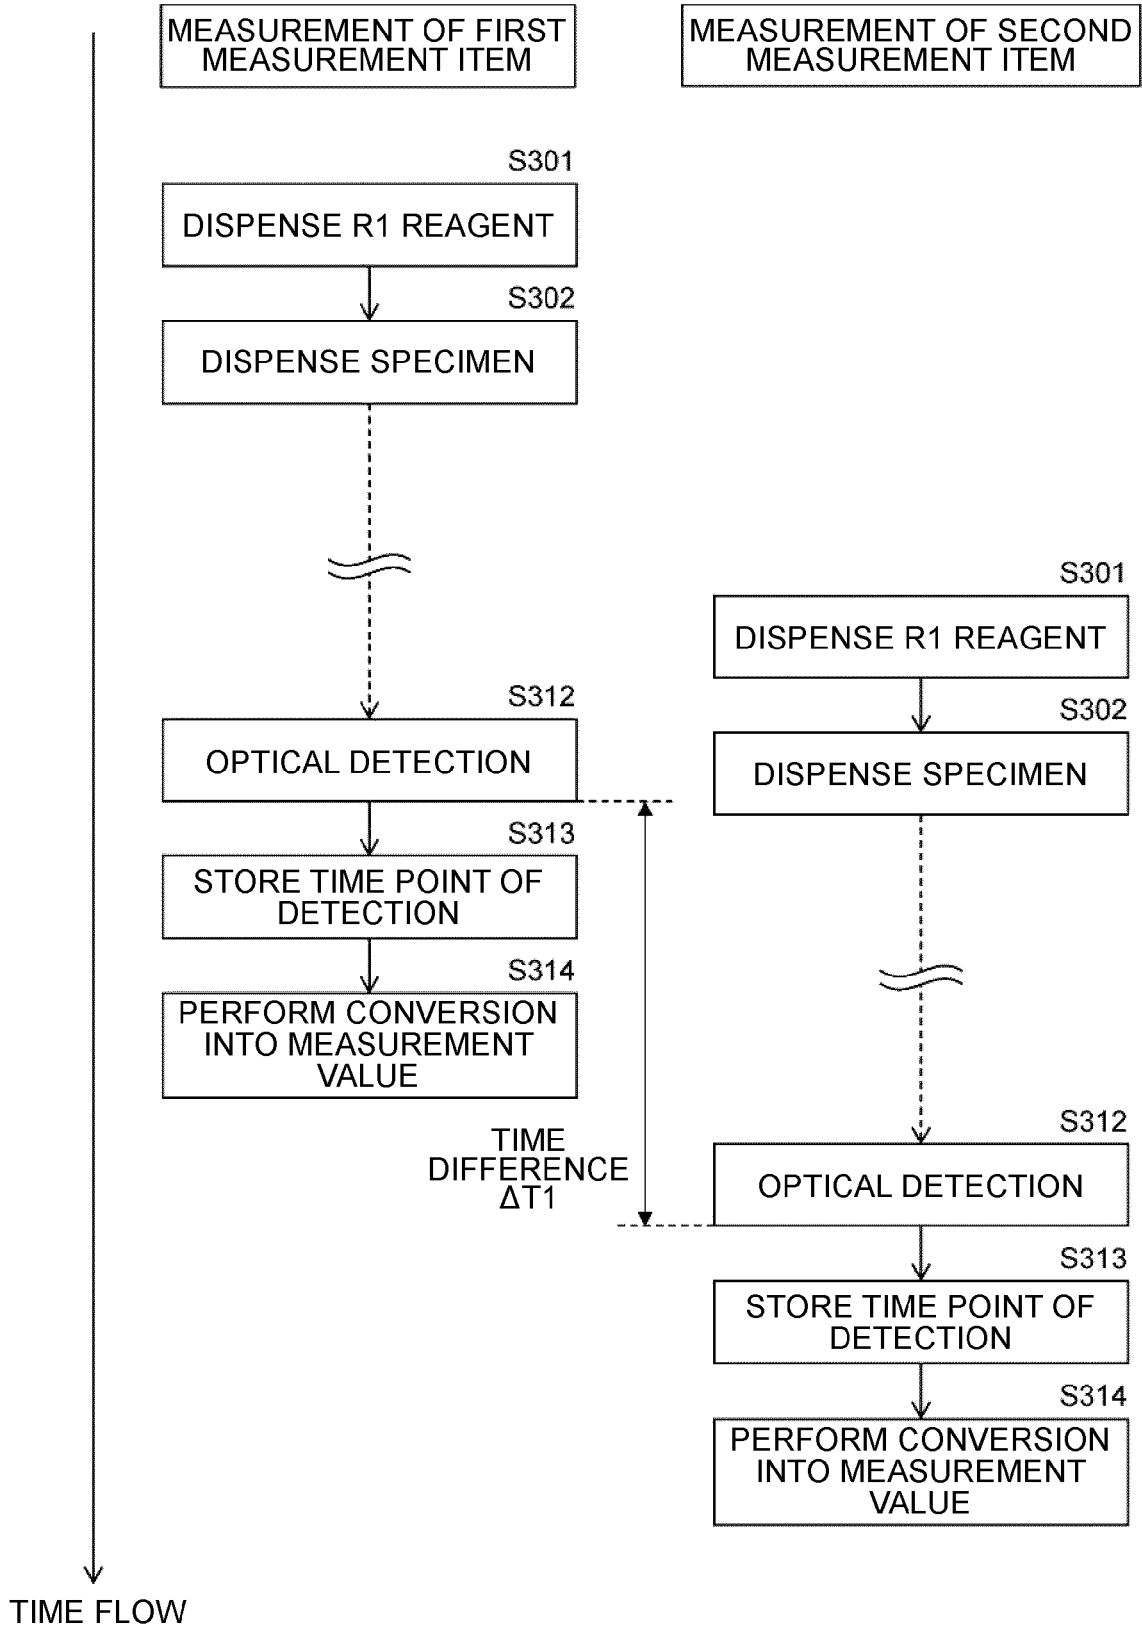 MEASUREMENT OF FIRST
MEASUREMENT ITEM
MEASUREMENT OF SECOND
MEASUREMENT ITEM
S301
DISPENSE R1 REAGENT
S302
DISPENSE SPECIMEN
S312
OPTICAL DETECTION
S313
STORE TIME POINT OF
DETECTION
S314
PERFORM CONVERSION
INTO MEASUREMENT
VALUE
TIME
DIFFERENCE
ΔT1
S301
DISPENSE R1 REAGENT
S302
DISPENSE SPECIMEN
S312
OPTICAL DETECTION
S313
STORE TIME POINT OF
DETECTION
S314
PERFORM CONVERSION
INTO MEASUREMENT
VALUE
TIME FLOW